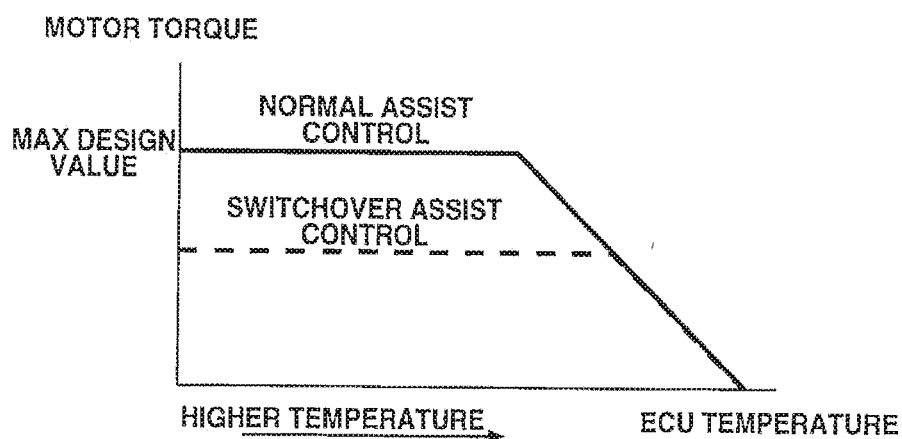 MOTOR TORQUE
NORMAL ASSIST
CONTROL
MAX DESIGN
VALUE
SWITCHOVER ASSIST
CONTROL
HIGHER TEMPERATURE
ECU TEMPERATURE